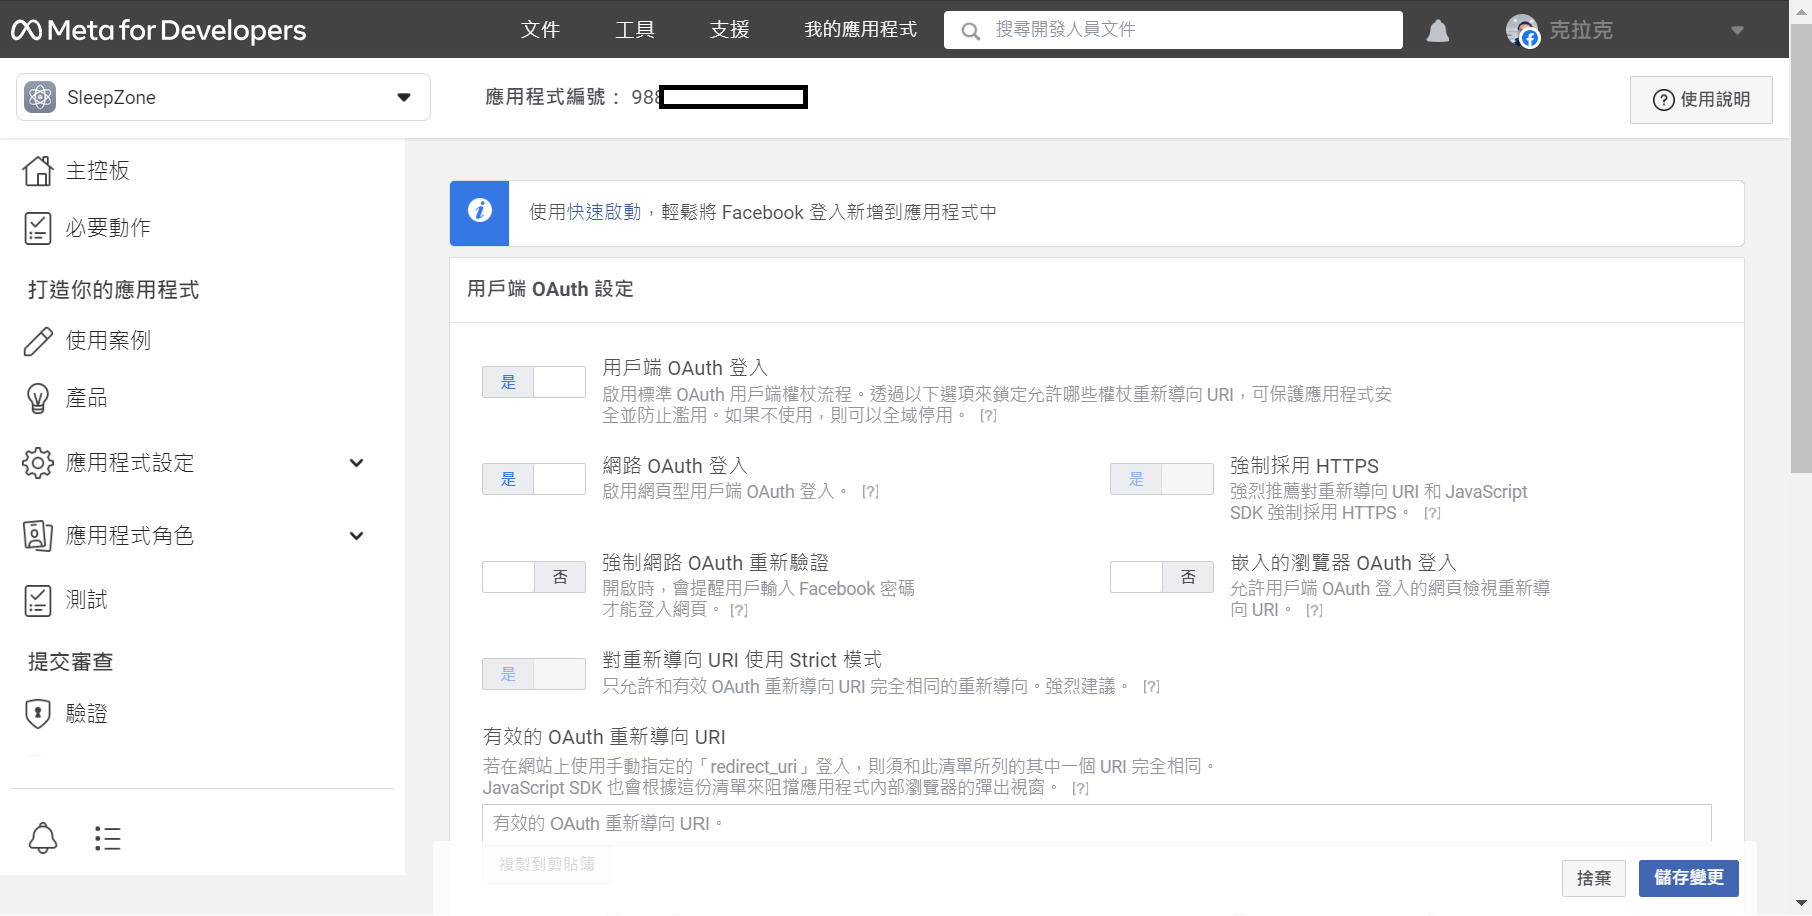 Meta for Developers
文件
工具
支援
我的應用程式
搜尋開發人員文件
克拉克
SleepZone
應用程式編號： 988
使用說明
主控板
必要動作
打造你的應用程式
使用案例
產品
應用程式設定
應用程式角色
測試
提交審查
驗證
使用快速啟動，輕鬆將 Facebook 登入新增到應用程式中
用戶端 OAuth 設定
是
用戶端 OAuth 登入
啟用標準 OAuth 用戶端權杖流程。透過以下選項來鎖定允許哪些權杖重新導向 URI，可保護應用程式安
全並防止濫用。如果不使用，則可以全域停用。 [?]
是
網路 OAuth 登入
啟用網頁型用戶端 OAuth 登入。 [?]
是
強制採用 HTTPS
強烈推薦對重新導向 URI 和 JavaScript
SDK 強制採用 HTTPS。 [?]
否
強制網路 OAuth 重新驗證
開啟時，會提醒用戶輸入 Facebook 密碼
才能登入網頁。 [?]
否
嵌入的瀏覽器 OAuth 登入
允許用戶端 OAuth 登入的網頁檢視重新導
向 URI。 [?]
是
對重新導向 URI 使用 Strict 模式
只允許和有效 OAuth 重新導向 URI 完全相同的重新導向。強烈建議。 [?]
有效的 OAuth 重新導向 URI
若在網站上使用手動指定的「redirect_uri」登入，則須和此清單所列的其中一個 URI 完全相同。
JavaScript SDK 也會根據這份清單來阻擋應用程式內部瀏覽器的彈出視窗。 [?]
有效的 OAuth 重新導向 URI。
複製到剪貼簿
捨棄
儲存變更